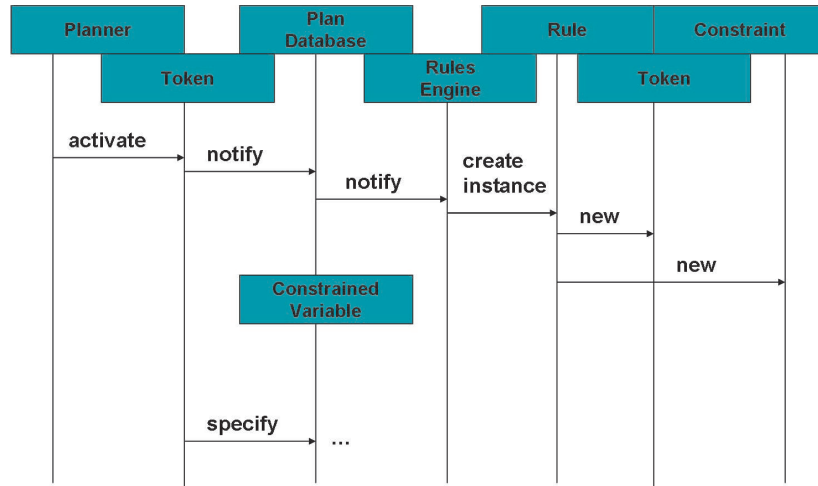 Planner
Plan
Database
Rule
Constraint
Token
Rules
Engine
Token
activate
notify
notify
create
instance
new
new
Constrained
Variable
specify
...